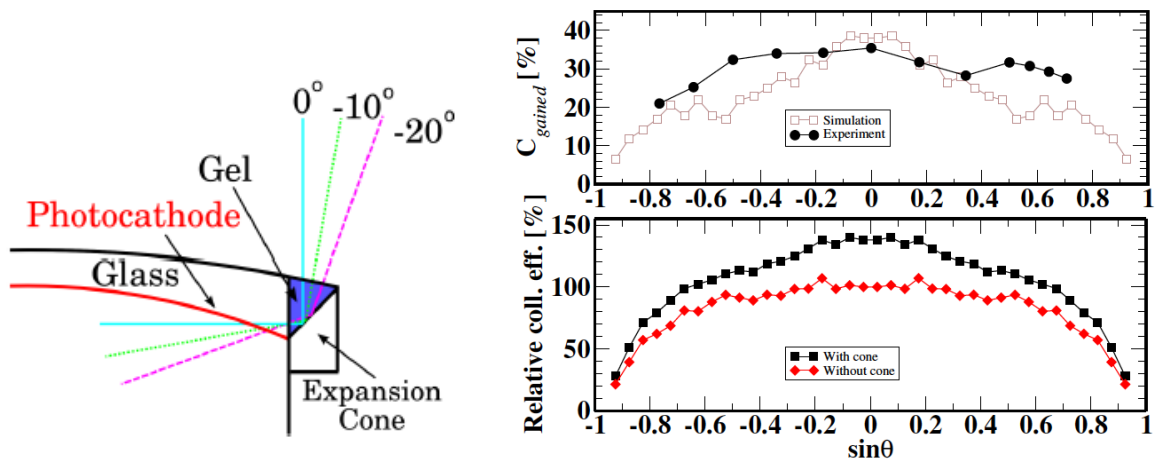 0°
-10°
-20°
Gel
Photocathode
Glass
Expansion
Cone
C gained [%]
40
30
20
10
0
Simulation
Experiment
-0.8 -0.6 -0.4 -0.2 0 0.2 0.4 0.6 0.8 1
Relative coll. eff. [%]
150
100
50
0
With cone
Without cone
-1 -0.8 -0.6 -0.4 -0.2 0 0.2 0.4 0.6 0.8 1
sinθ